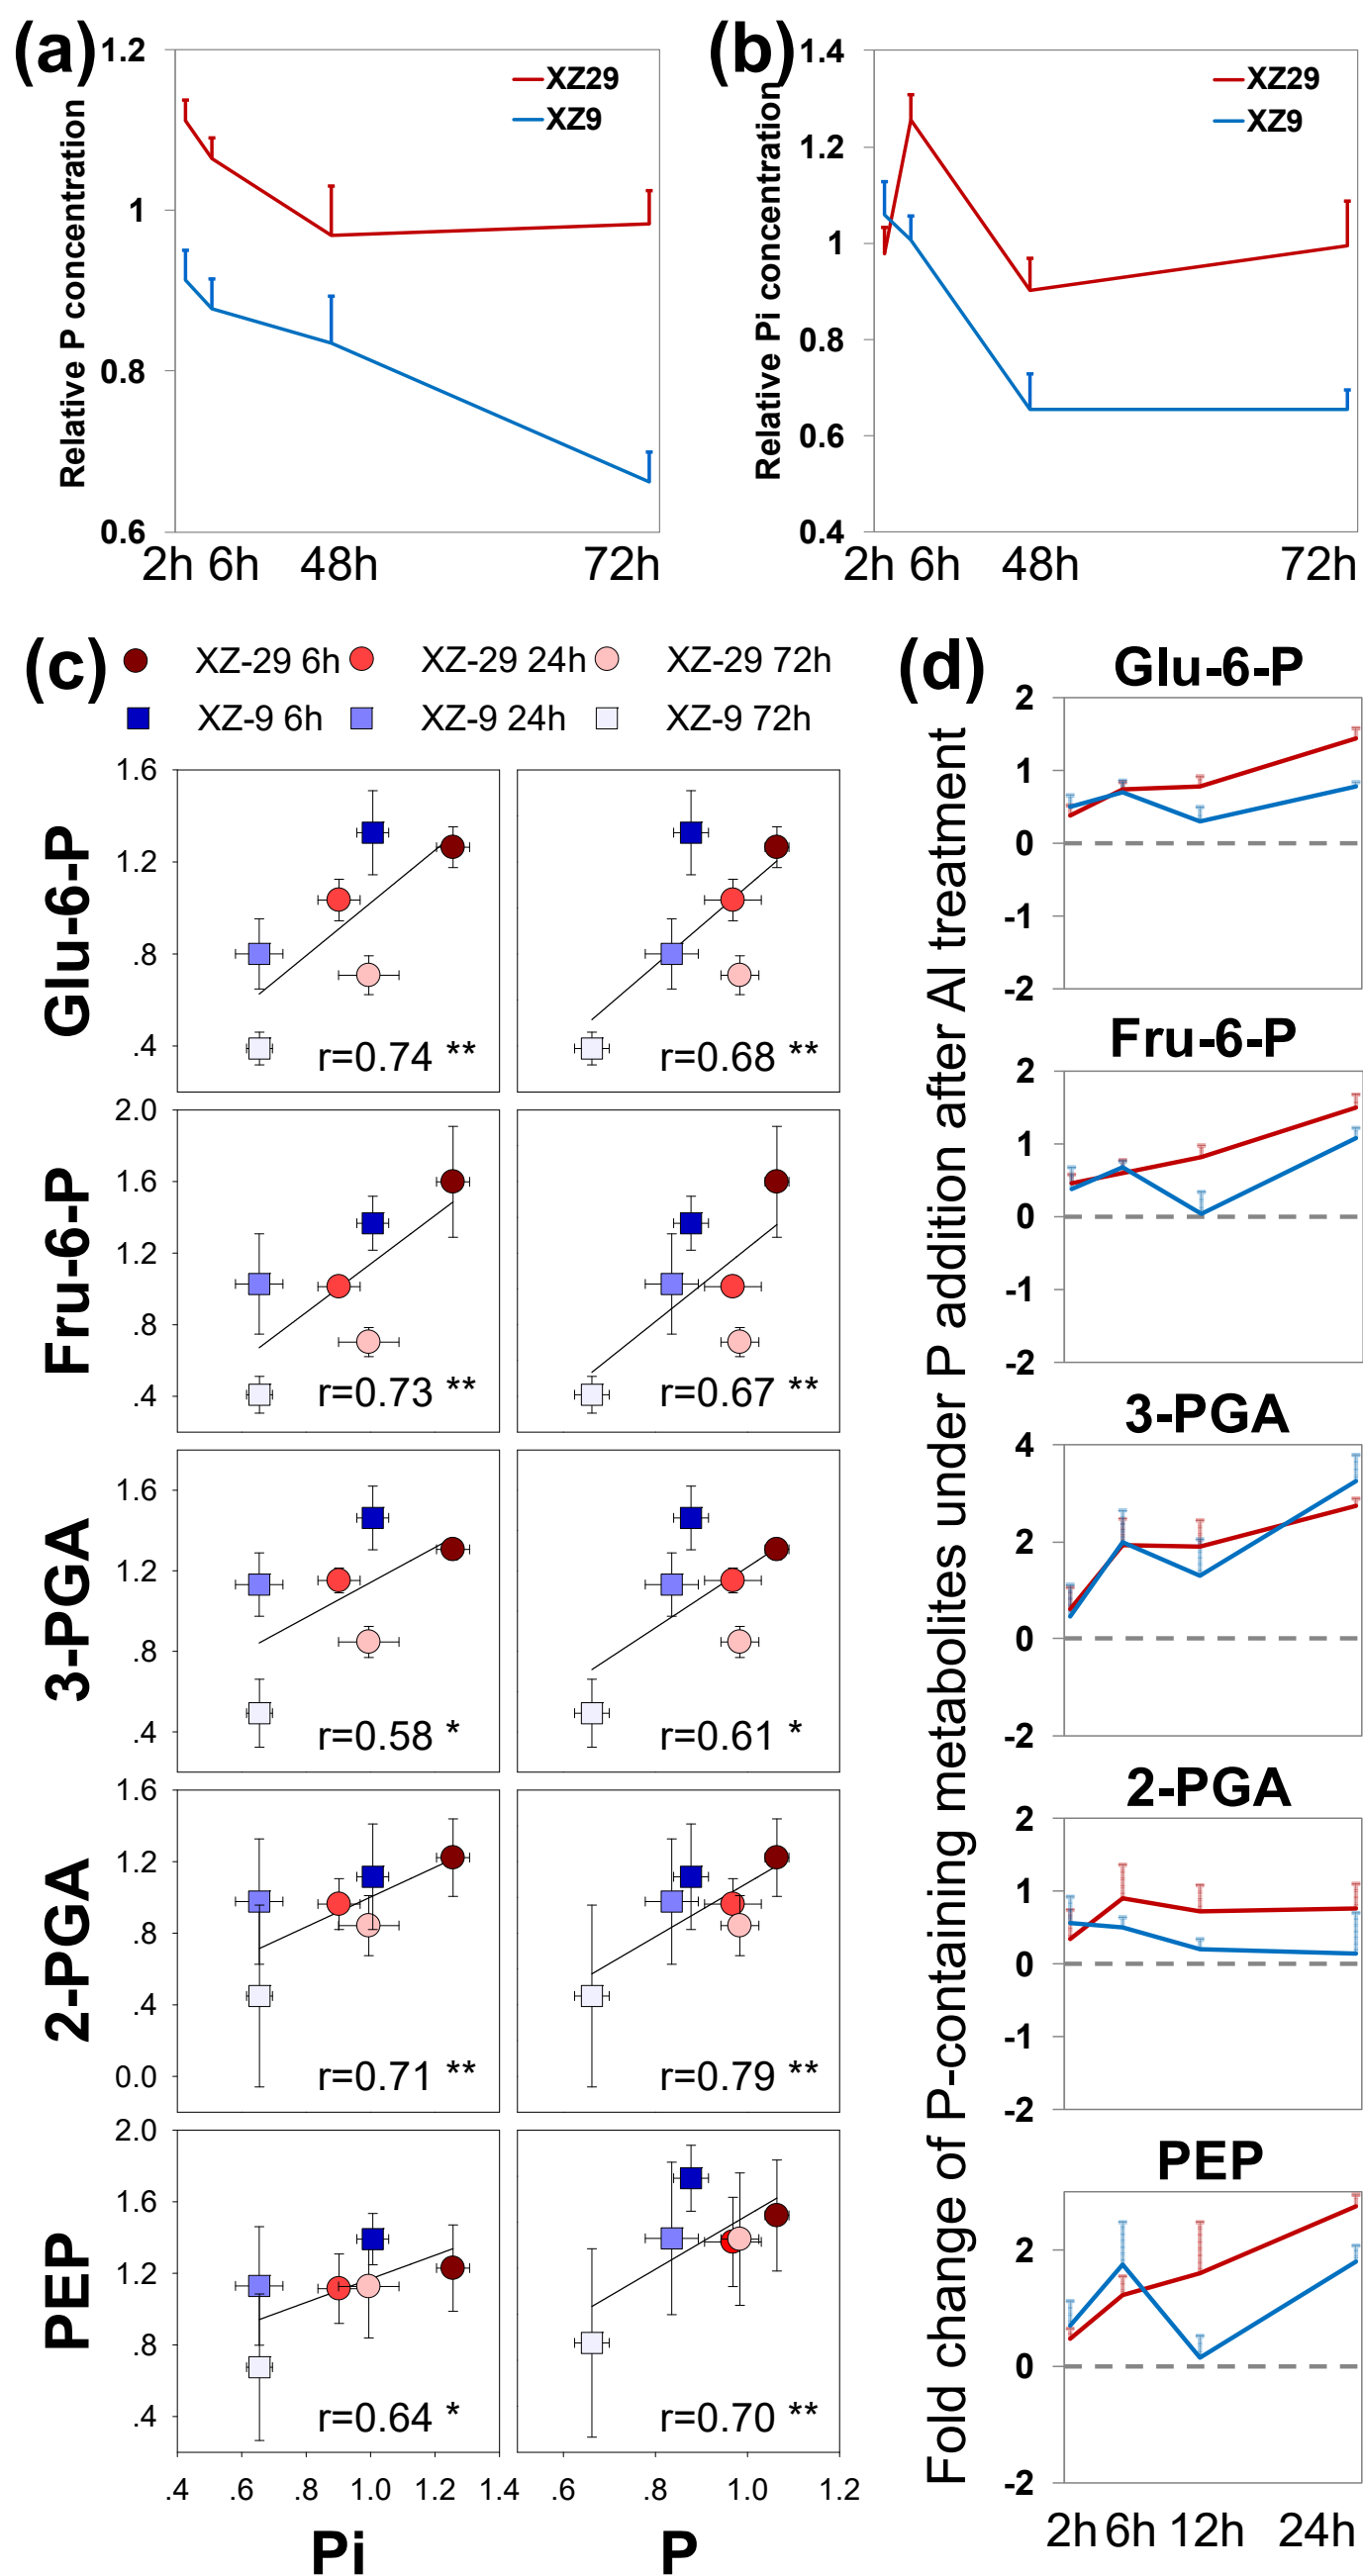 (a)
1.2
1
0.8
0.6
Relative P concentration
XZ29
XZ9
2h 6h 48h 72h
(b)
1.4
1.2
1
0.8
0.6
0.4
Relative Pi concentration
XZ29
XZ9
2h 6h 48h 72h
(c)
XZ-29 6h XZ-29 24h XZ-29 72h
XZ-9 6h XZ-9 24h XZ-9 72h
Glu-6-P
1.6
1.2
.8
.4
r=0.74 **
r=0.68 **
Fru-6-P
2.0
1.6
1.2
.8
.4
r=0.73 **
r=0.67 **
3-PGA
1.6
1.2
.8
.4
r=0.58 *
r=0.61 *
2-PGA
1.6
1.2
.8
.4
0.0
r=0.71 **
r=0.79 **
PEP
2.0
1.6
1.2
.8
.4
r=0.64 *
r=0.70 **
.4 .6 .8 1.0 1.2 1.4 .6 .8 1.0 1.2
Pi P
(d)
Fold change of P-containing metabolites under P addition after Al treatment
Glu-6-P
2
1
0
-1
-2
Fru-6-P
2
1
0
-1
-2
3-PGA
4
2
0
-2
2-PGA
2
1
0
-1
-2
PEP
2
0
-2
2h 6h 12h 24h